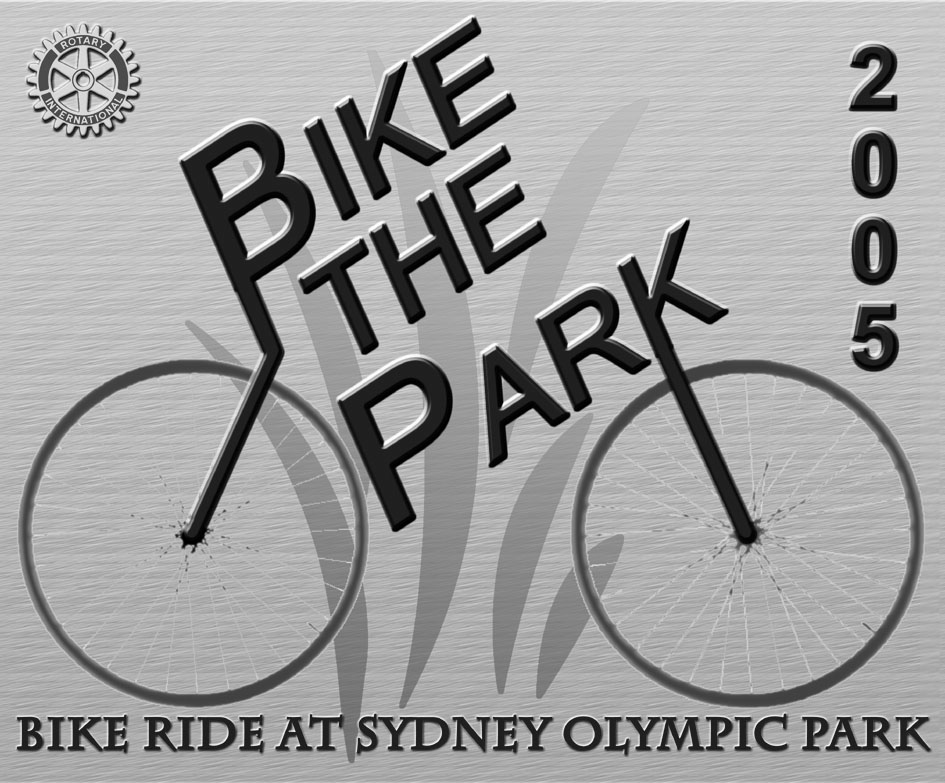 ROTARY
INTERNATIONAL
BIKE
THE
PARK
2005
BIKE RIDE AT SYDNEY OLYMPIC PARK